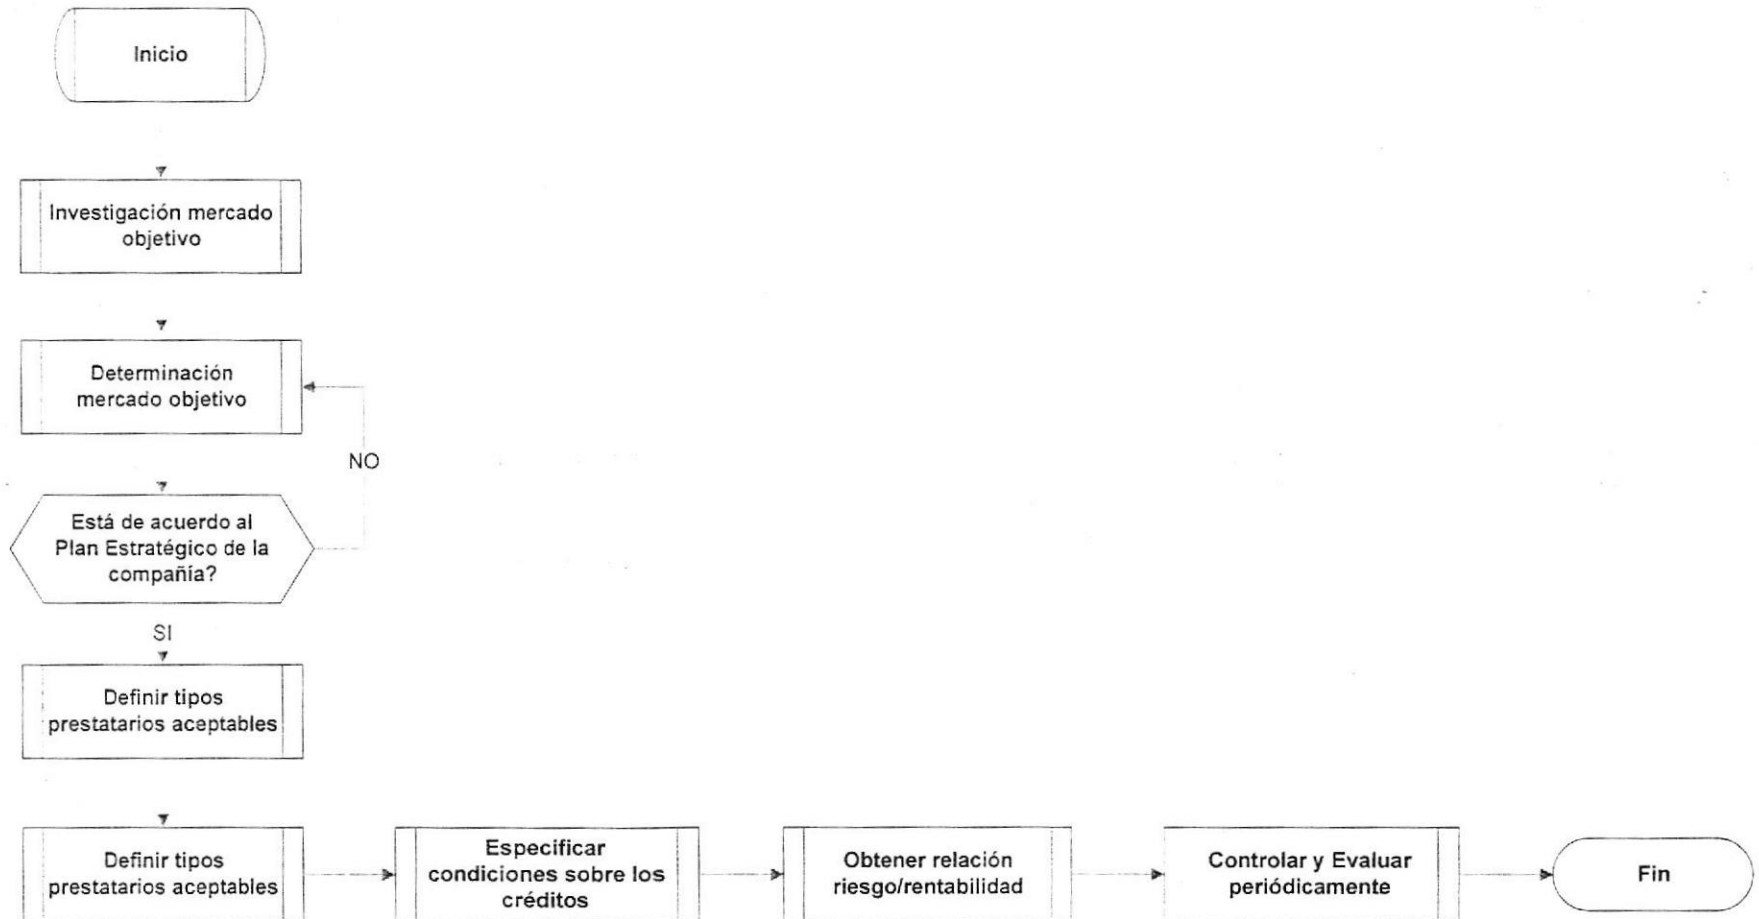 Inicio
Investigación mercado
objetivo
Determinación
mercado objetivo
NO
Está de acuerdo al
Plan Estratégico de la
compañía?
SI
Definir tipos
prestatarios aceptables
Definir tipos
prestatarios aceptables
Especificar
condiciones sobre los
créditos
Obtener relación
riesgo/rentabilidad
Controlar y Evaluar
periódicamente
Fin